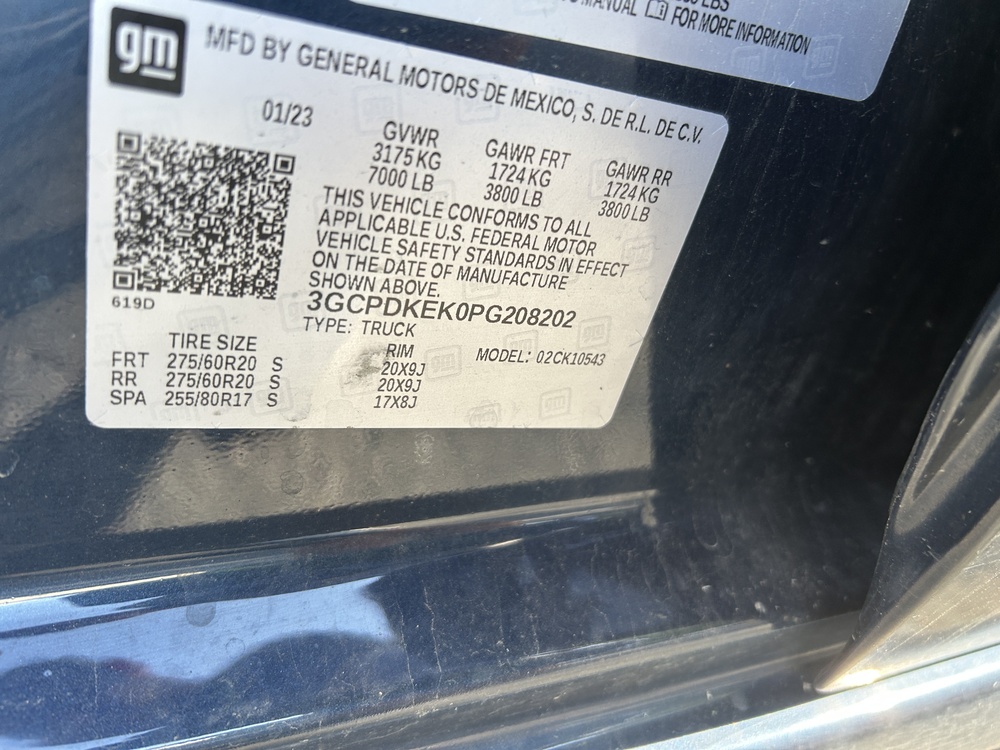 LBS
MANUAL FOR MORE INFORMATION
gm
MFD BY GENERAL MOTORS DE MEXICO, S. DE R.L. DE C.V.
01/23
GVWR GAWR FRT GAWR RR
3175 KG 1724 KG 1724 KG
7000 LB 3800 LB 3800 LB
THIS VEHICLE CONFORMS TO ALL
APPLICABLE U.S. FEDERAL MOTOR
VEHICLE SAFETY STANDARDS IN EFFECT
ON THE DATE OF MANUFACTURE
SHOWN ABOVE.
619D
3GCPDKEK0PG208202
TYPE: TRUCK
TIRE SIZE RIM MODEL: 02CK10543
FRT 275/60R20 S 20X9J
RR 275/60R20 S 20X9J
SPA 255/80R17 S 17X8J